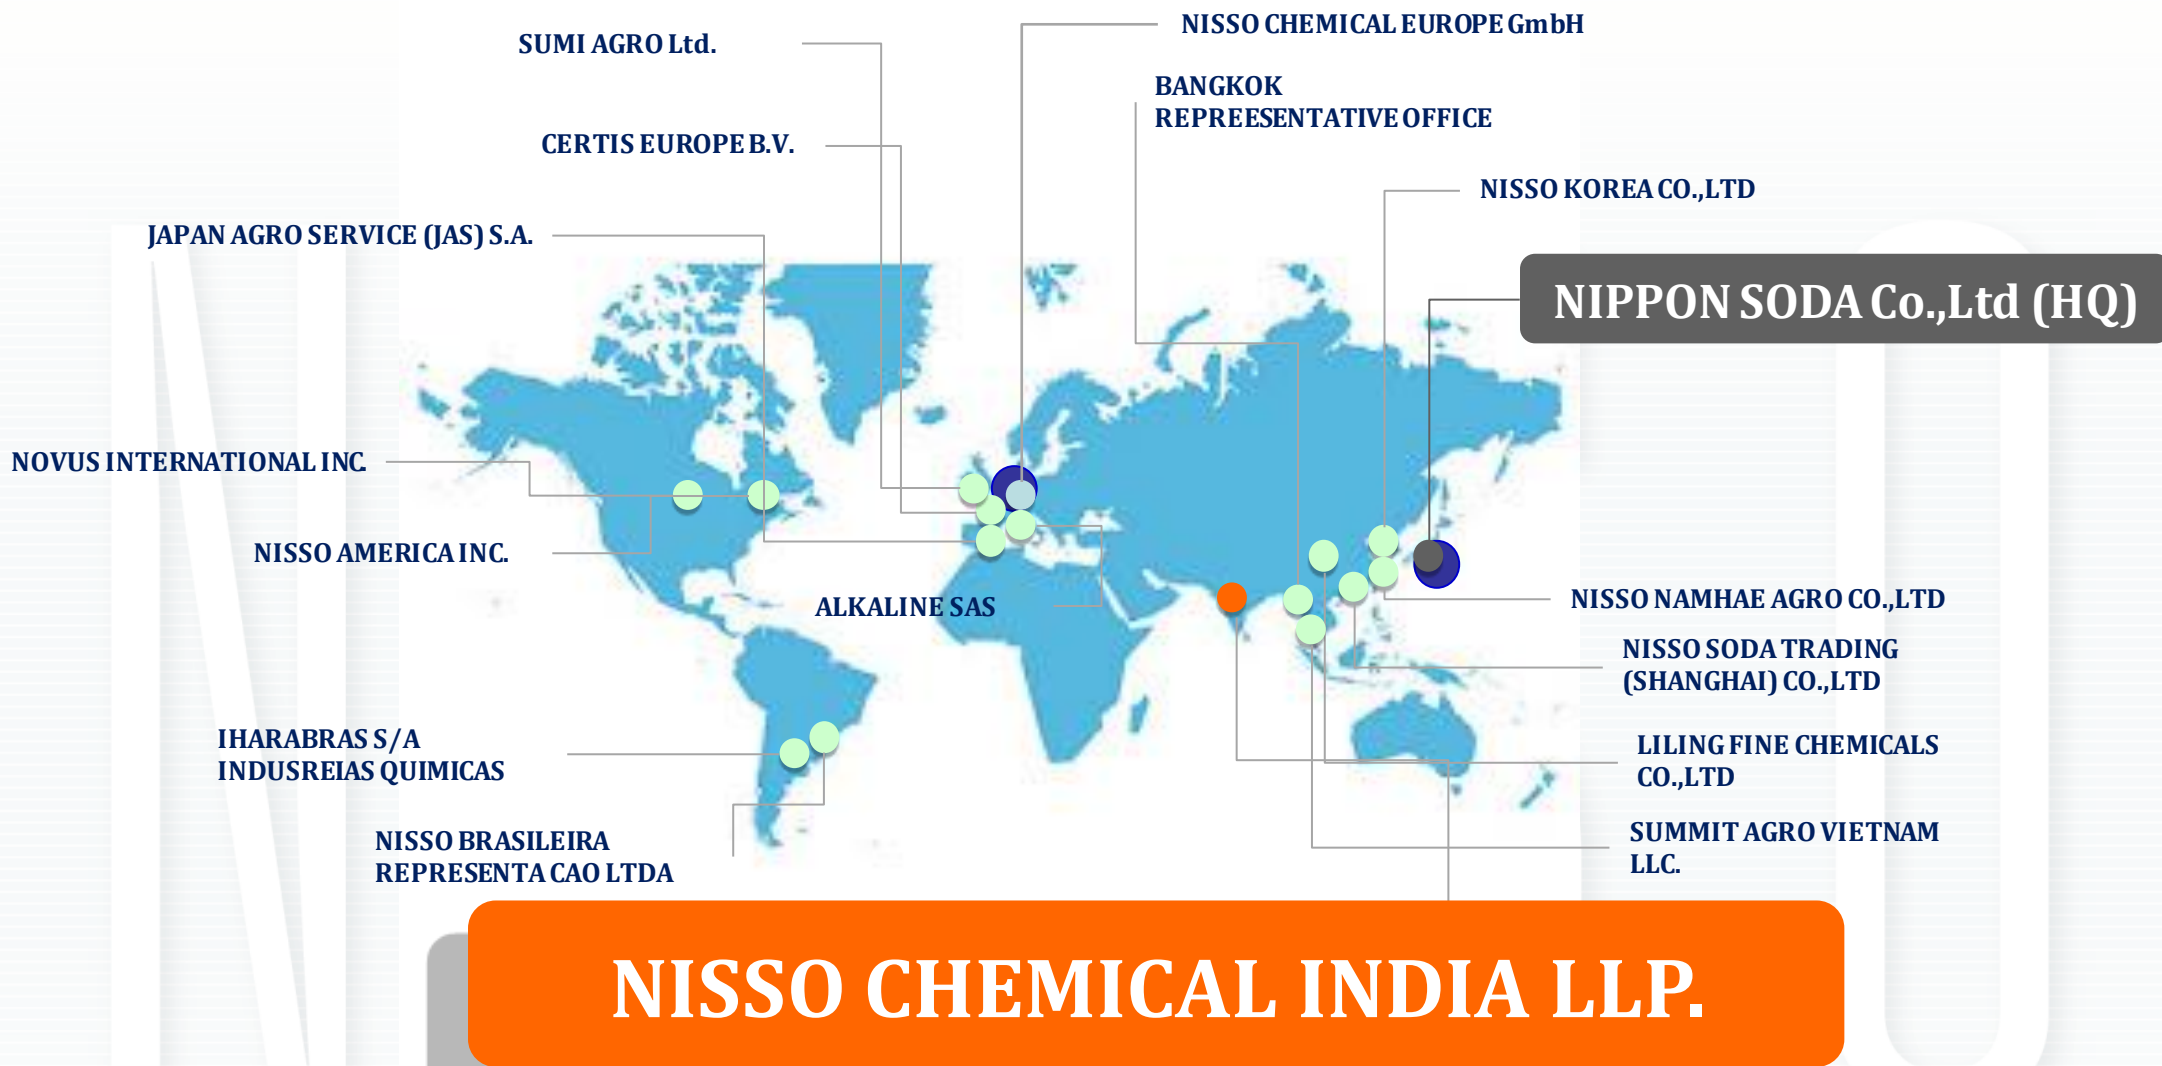 NISSO CHEMICAL EUROPE GmbH
SUMI AGRO Ltd.
BANGKOK
REPREESENTATIVE OFFICE
CERTIS EUROPE B.V.
NISSO KOREA CO.,LTD
JAPAN AGRO SERVICE (JAS) S.A.
NIPPON SODA Co.,Ltd (HQ)
NOVUS INTERNATIONAL INC.
NISSO AMERICA INC.
ALKALINE SAS
NISSO NAMHAE AGRO CO.,LTD
NISSO SODA TRADING
(SHANGHAI) CO.,LTD
IHARABRAS S/A
INDUSREIAS QUIMICAS
LILING FINE CHEMICALS
CO.,LTD
NISSO BRASILEIRA
REPRESENTA CAO LTDA
SUMMIT AGRO VIETNAM
LLC.
NISSO CHEMICAL INDIA LLP.